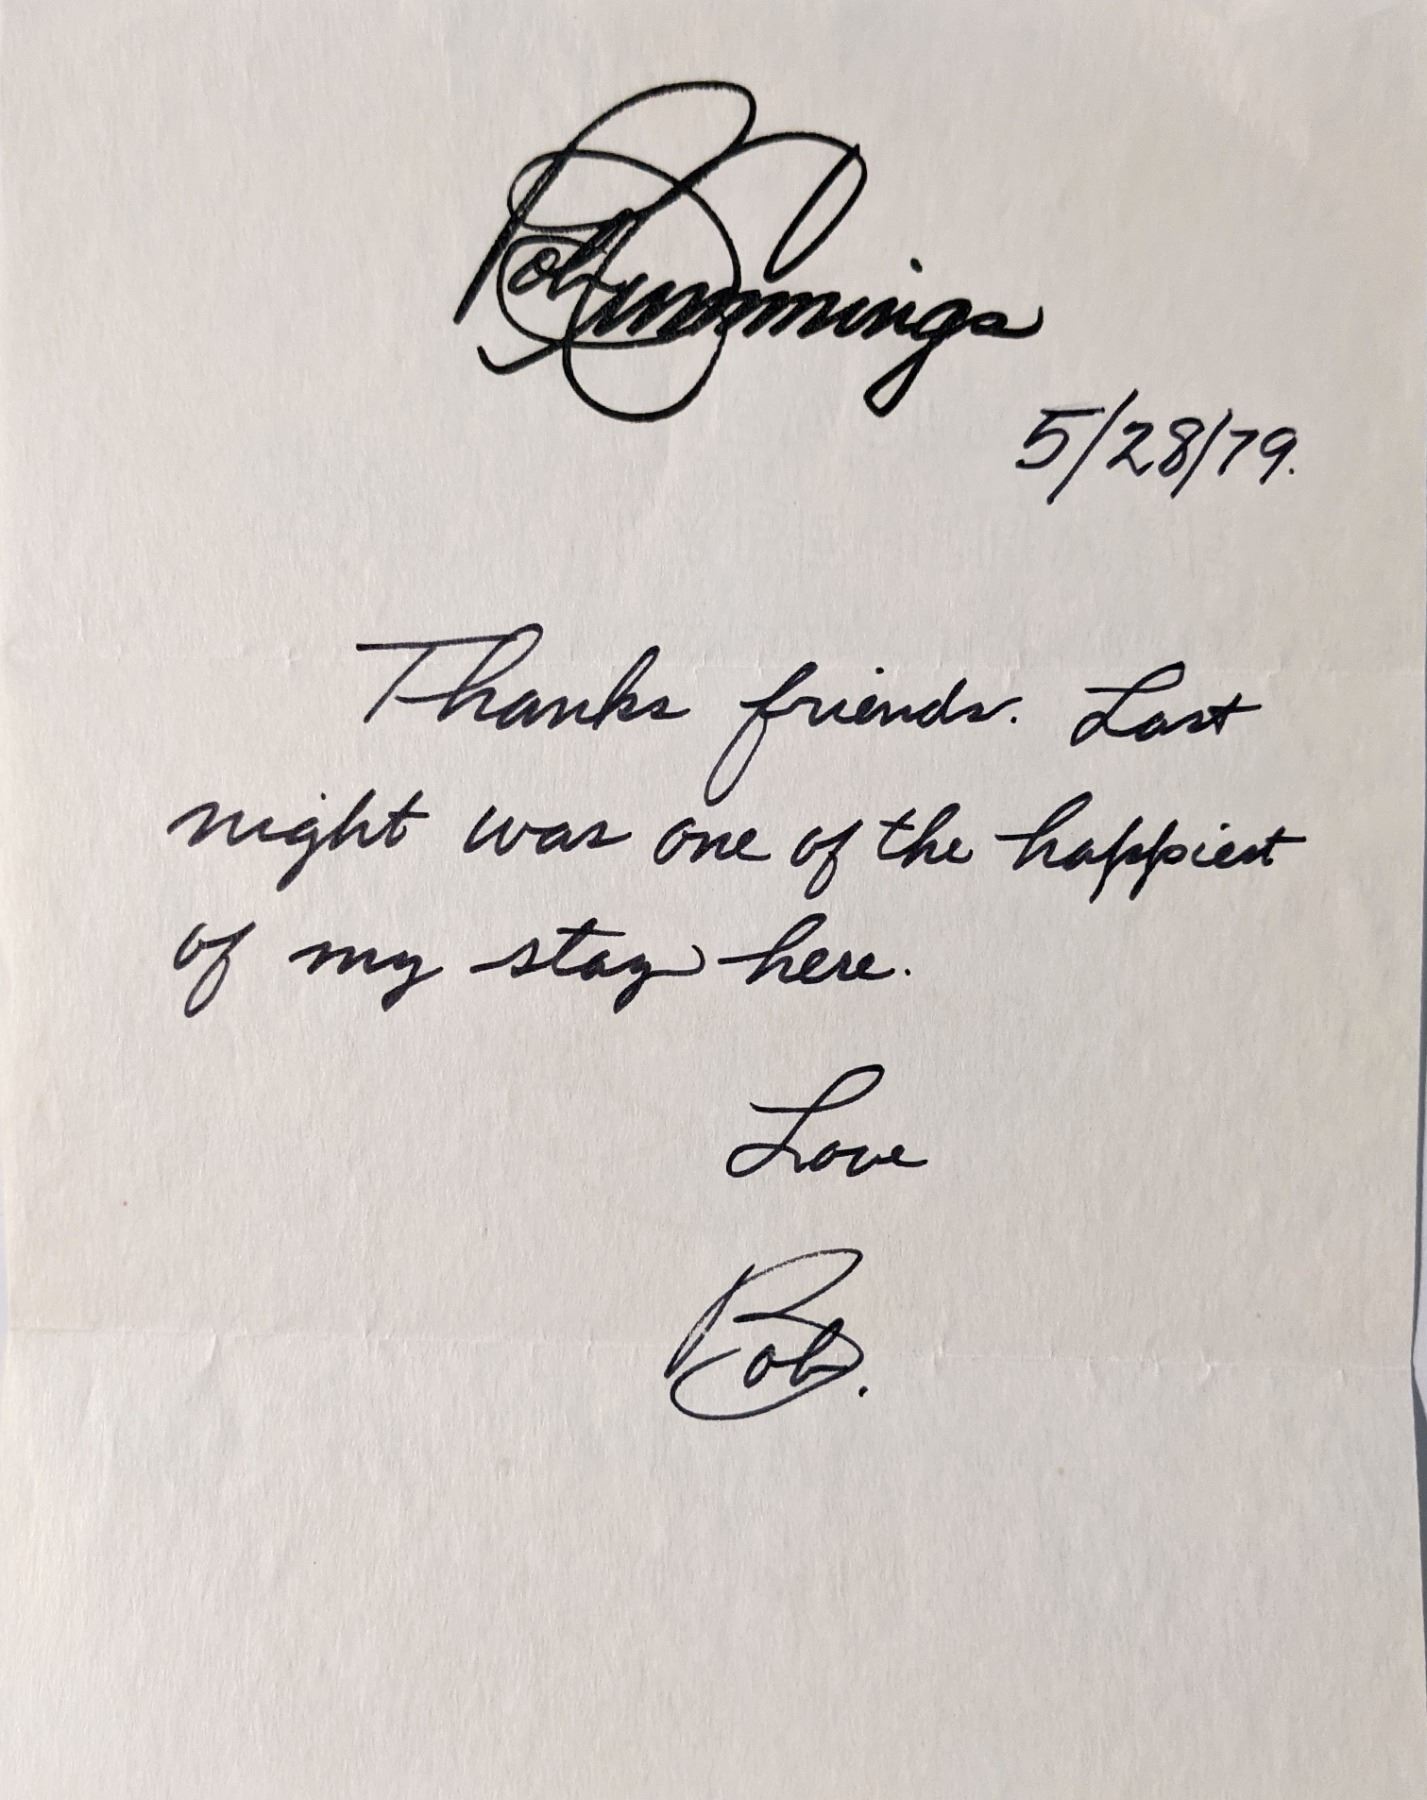 Bob Cummings
5/28/79.
Thanks friends. Last
night was one of the happiest
of my stay here.
Love
Bob.